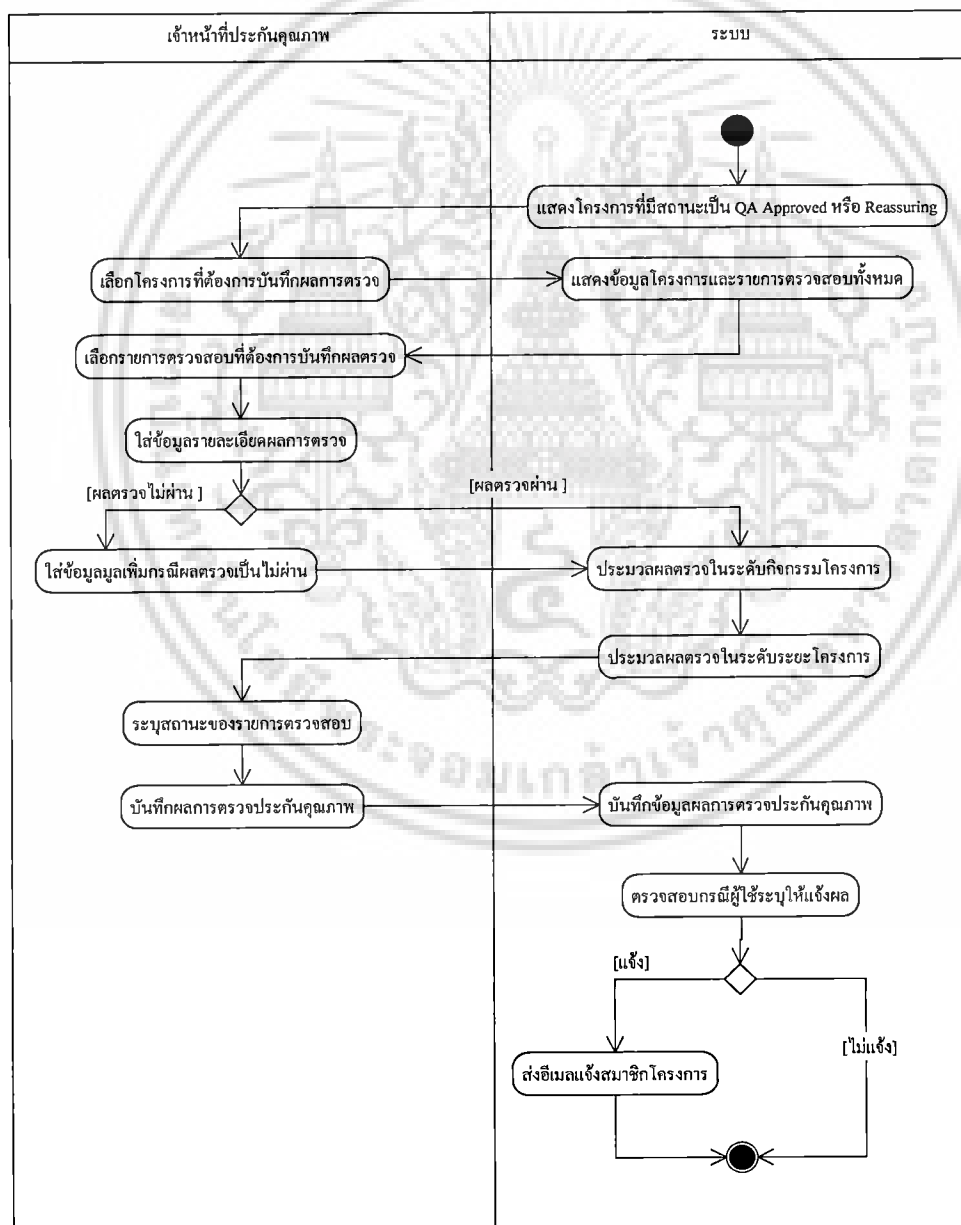 เจ้าหน้าที่ประกันคุณภาพ
ระบบ
แสดงโครงการที่มีสถานะเป็น QA Approved หรือ Reassuring
เลือกโครงการที่ต้องการบันทึกผลการตรวจ
แสดงข้อมูลโครงการและรายการตรวจสอบทั้งหมด
เลือกรายการตรวจสอบที่ต้องการบันทึกผลตรวจ
ใส่ข้อมูลรายละเอียดผลการตรวจ
[ผลตรวจไม่ผ่าน ]
[ผลตรวจผ่าน ]
ใส่ข้อมูลมูลเพิ่มกรณีผลตรวจเป็นไม่ผ่าน
ประมวลผลตรวจในระดับกิจกรรมโครงการ
ประมวลผลตรวจในระดับระยะโครงการ
ระบุสถานะของรายการตรวจสอบ
บันทึกผลการตรวจประกันคุณภาพ
บันทึกข้อมูลผลการตรวจประกันคุณภาพ
ตรวจสอบกรณีผู้ใช้ระบุให้แจ้งผล
[แจ้ง]
[ไม่แจ้ง]
ส่งอีเมลแจ้งสมาชิกโครงการ